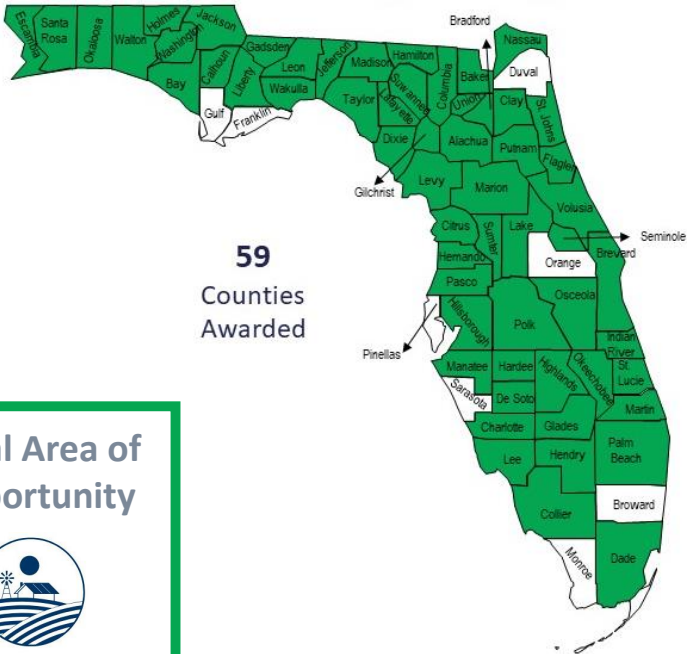 Escambia
Santa
Rosa
Okaloosa
Walton
Holmes
Washington
Jackson
Bay
Calhoun
Gulf
Liberty
Franklin
Gadsden
Leon
Wakulla
Jefferson
Madison
Taylor
Hamilton
Suwannee
Lafayette
Dixie
Columbia
Gilchrist
Baker
Union
Bradford
Nassau
Duval
Clay
St. Johns
Alachua
Putnam
Flagler
Levy
Marion
Volusia
Citrus
Sumter
Lake
Seminole
Hernando
Orange
Brevard
Pasco
Osceola
Hillsborough
Polk
Pinellas
Indian
River
Manatee
Hardee
Highlands
Okeechobee
St.
Lucie
Sarasota
De Soto
Martin
Charlotte
Glades
Lee
Hendry
Palm
Beach
Collier
Broward
Monroe
Dade
59
Counties
Awarded
l Area of
portunity